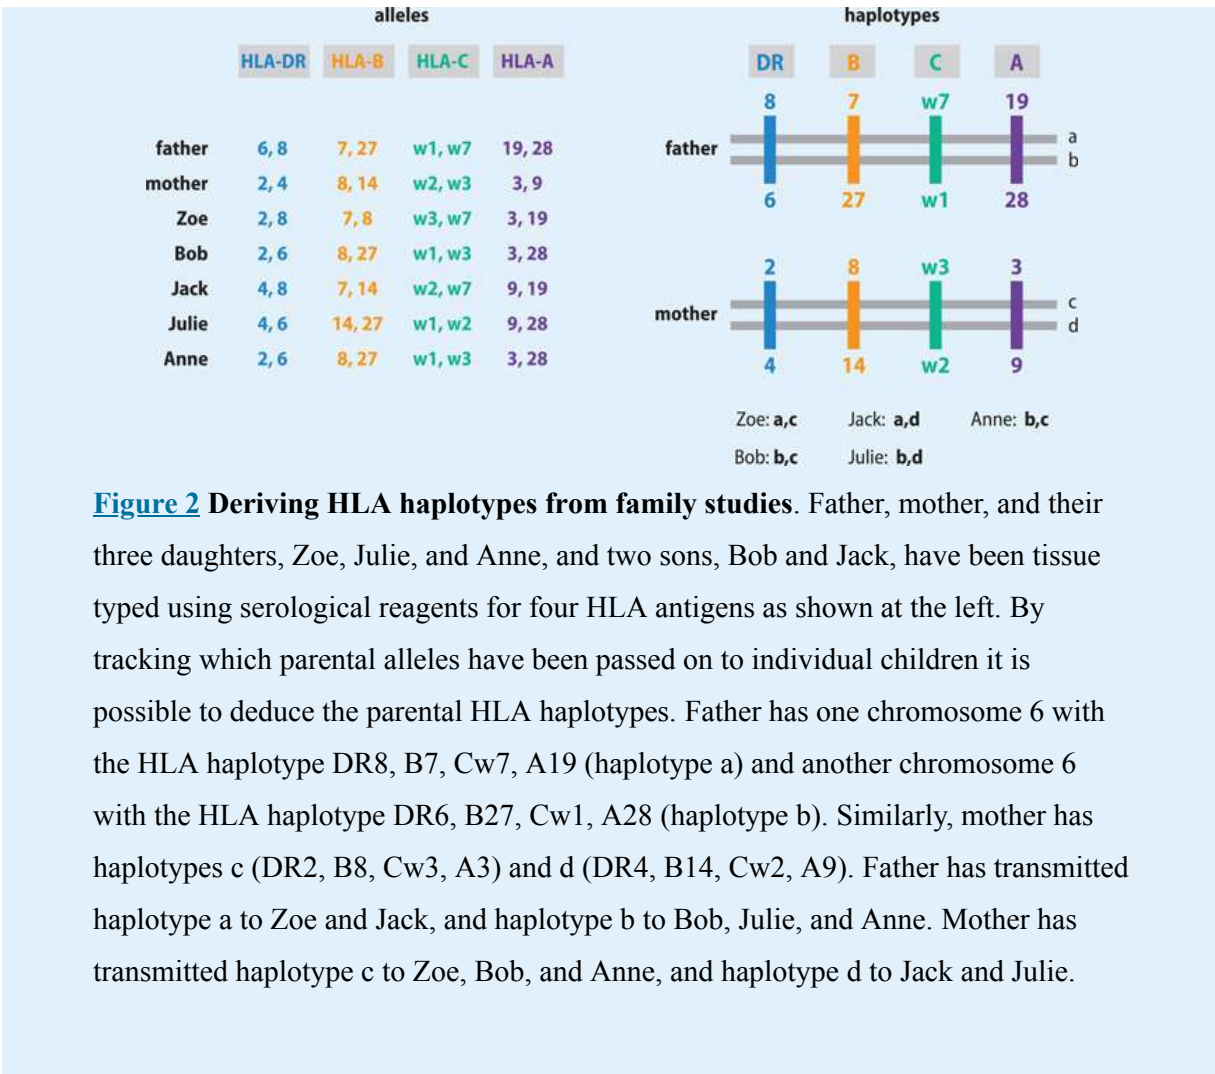 alleles
HLA-DR HLA-B HLA-C HLA-A
father 6, 8 7, 27 w1, w7 19, 28
mother 2, 4 8, 14 w2, w3 3, 9
Zoe 2, 8 7, 8 w3, w7 3, 19
Bob 2, 6 8, 27 w1, w3 3, 28
Jack 4, 8 7, 14 w2, w7 9, 19
Julie 4, 6 14, 27 w1, w2 9, 28
Anne 2, 6 8, 27 w1, w3 3, 28
haplotypes
DR B C A
8 7 w7 19
father a
b
6 27 w1 28
2 8 w3 3
mother c
d
4 14 w2 9
Zoe: a,c Jack: a,d Anne: b,c
Bob: b,c Julie: b,d
Figure 2 Deriving HLA haplotypes from family studies. Father, mother, and their
three daughters, Zoe, Julie, and Anne, and two sons, Bob and Jack, have been tissue
typed using serological reagents for four HLA antigens as shown at the left. By
tracking which parental alleles have been passed on to individual children it is
possible to deduce the parental HLA haplotypes. Father has one chromosome 6 with
the HLA haplotype DR8, B7, Cw7, A19 (haplotype a) and another chromosome 6
with the HLA haplotype DR6, B27, Cw1, A28 (haplotype b). Similarly, mother has
haplotypes c (DR2, B8, Cw3, A3) and d (DR4, B14, Cw2, A9). Father has transmitted
haplotype a to Zoe and Jack, and haplotype b to Bob, Julie, and Anne. Mother has
transmitted haplotype c to Zoe, Bob, and Anne, and haplotype d to Jack and Julie.